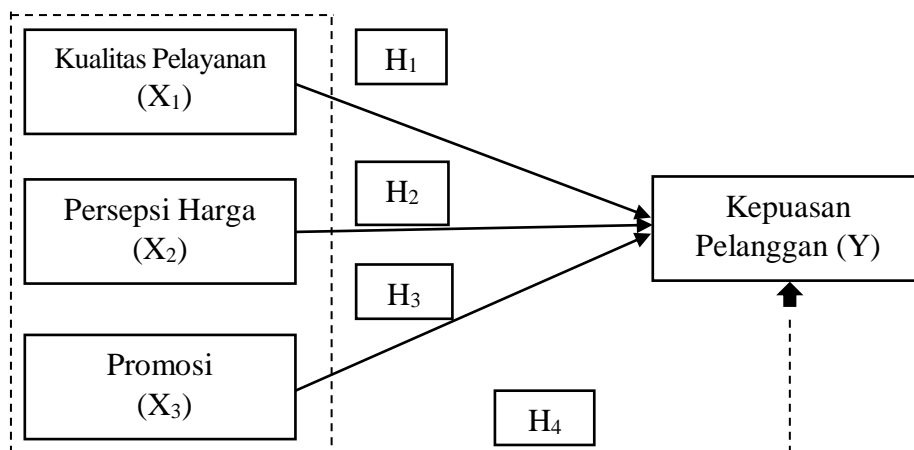 Kualitas Pelayanan
(X₁)
H₁
Persepsi Harga
(X₂)
H₂
Kepuasan
Pelanggan (Y)
H₃
Promosi
(X₃)
H₄